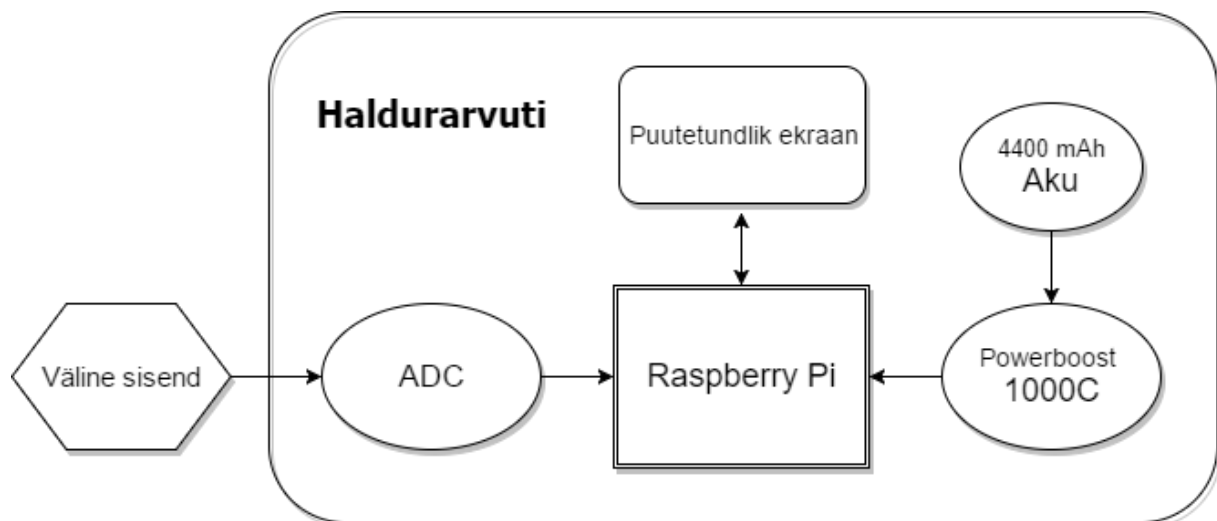 Haldurarvuti
Puutetundlik ekraan
4400 mAh
Aku
Väline sisend
ADC
Raspberry Pi
Powerboost
1000C